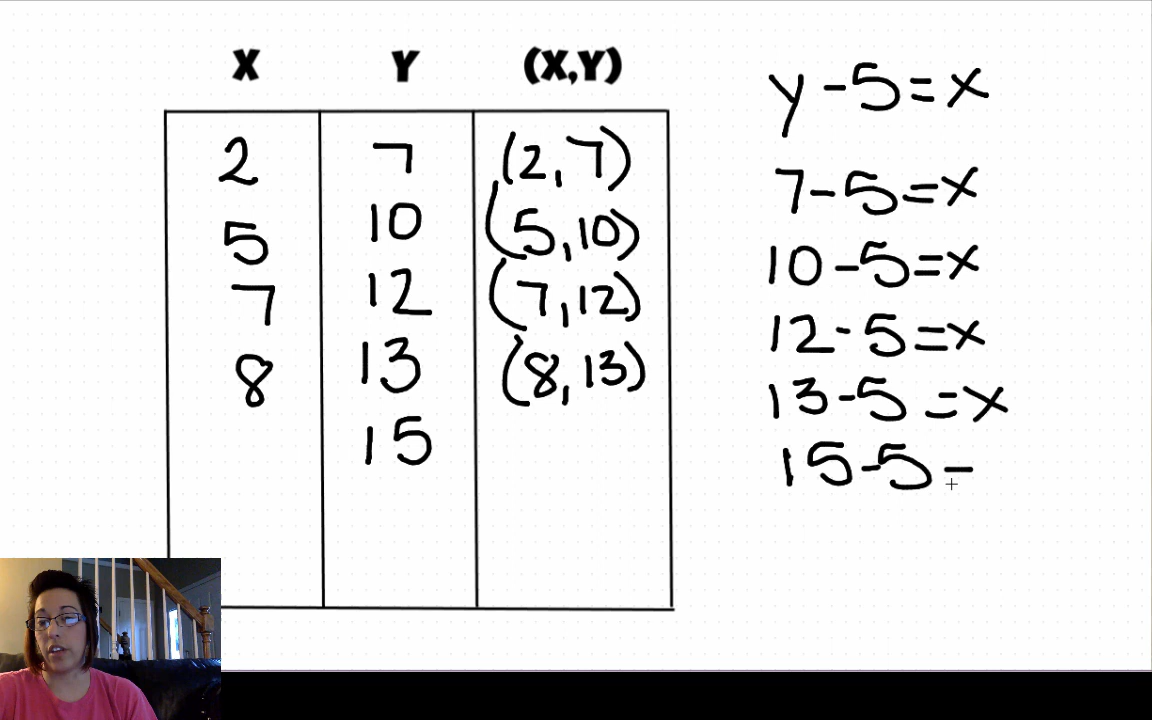 X Y (X,Y)
2 7 (2,7)
5 10 (5,10)
7 12 (7,12)
8 13 (8,13)
15
y-5=x
7-5=x
10-5=x
12-5=x
13-5=x
15-5-